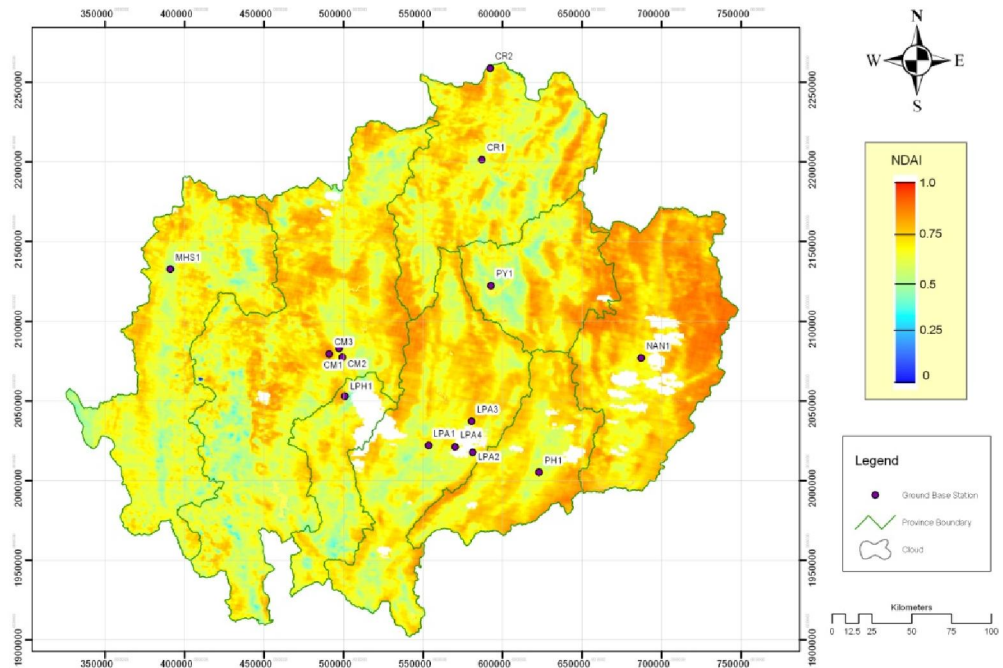 350000 400000 450000 500000 550000 600000 650000 700000 750000
N
W E
S
2250000 2250000
2200000 2200000
2150000 2150000
2100000 2100000
2050000 2050000
2000000 2000000
1950000 1950000
1900000 1900000
CR2
CR1
MHS1
PY1
CM3
CM1 CM2
NAN1
LPH1
LPA3
LPA1 LPA4
LPA2
PH1
NDAI
1.0
0.75
0.5
0.25
0
Legend
Ground Base Station
Province Boundary
Cloud
Kilometers
0 12.5 25 50 75 100
350000 400000 450000 500000 550000 600000 650000 700000 750000